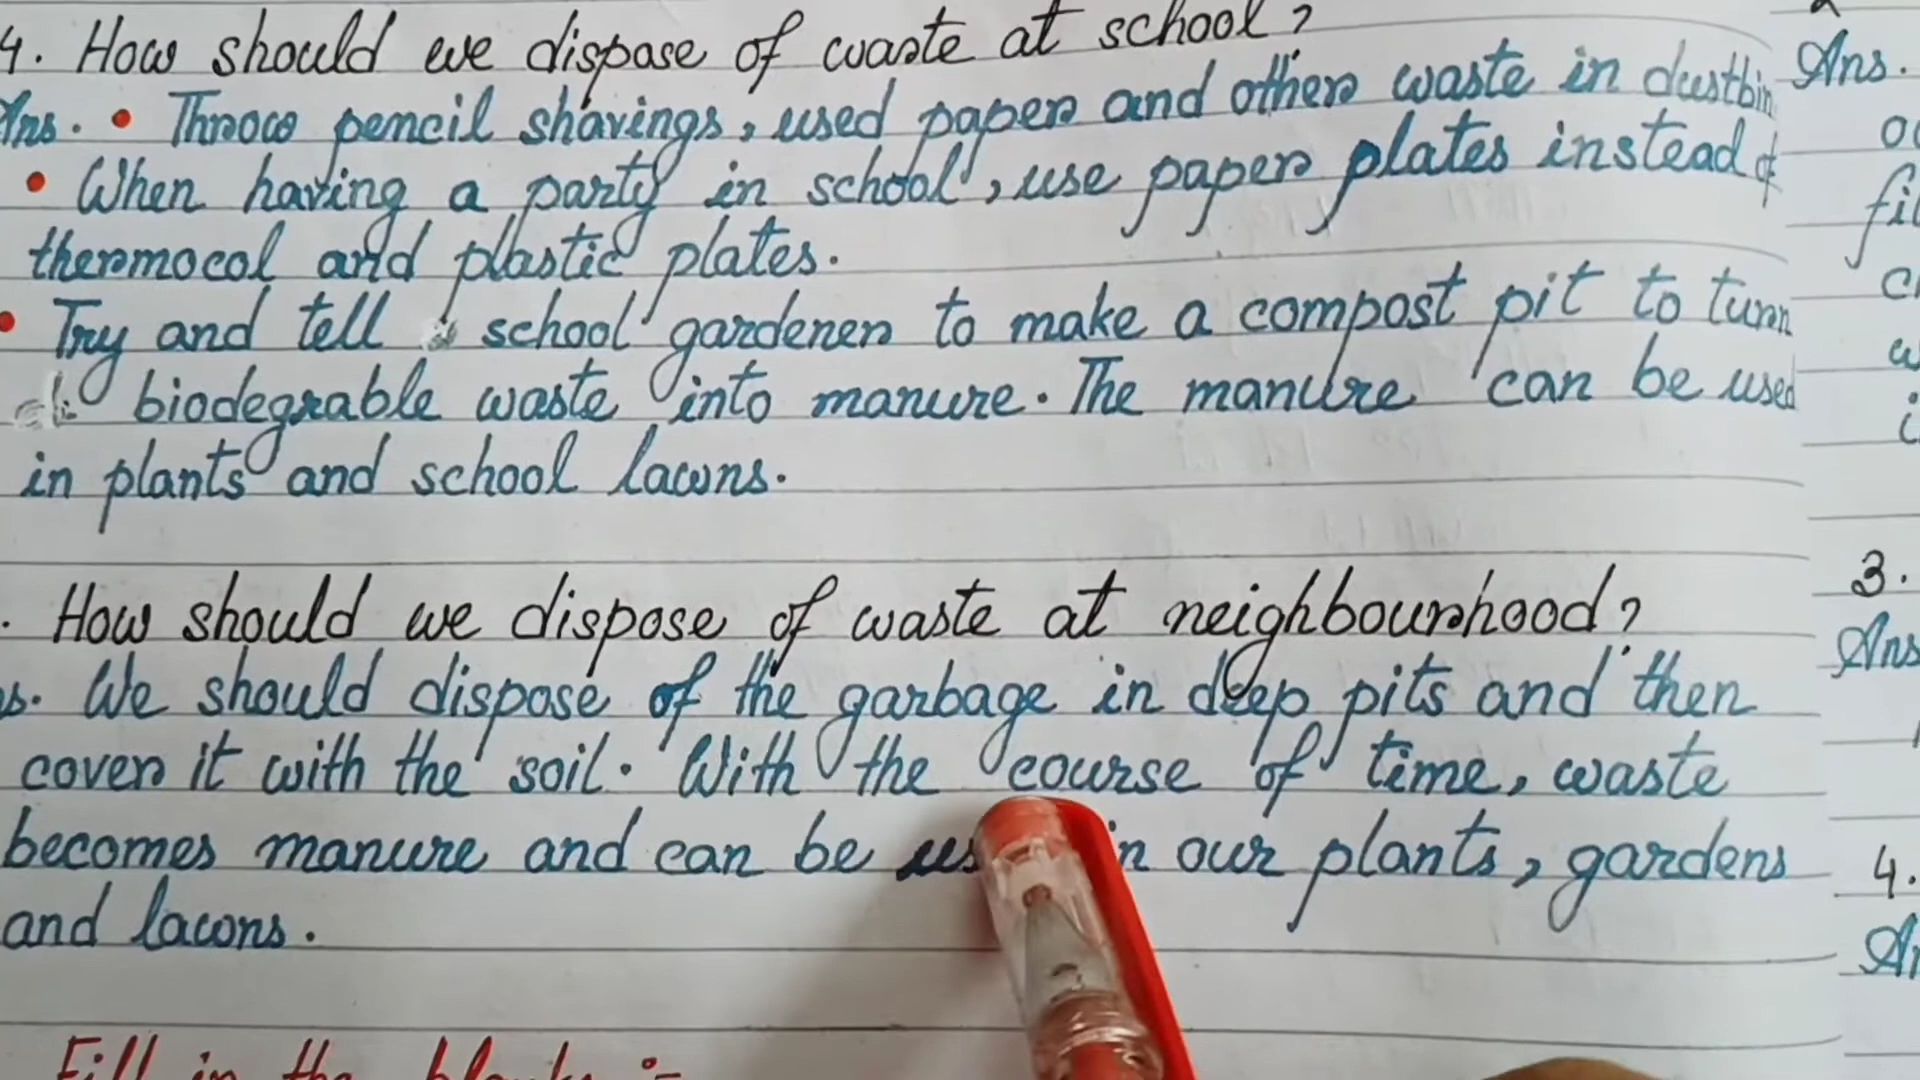 4. How should we dispose of waste at school?
Ans. • Throw pencil shavings, used paper and other waste in dustbin
• When having a party in school, use paper plates instead of
thermocol and plastic plates.
• Try and tell school gardener to make a compost pit to turn
biodegrable waste into manure. The manure can be used
in plants and school lawns.
. How should we dispose of waste at neighbourhood?
s. We should dispose of the garbage in deep pits and then
cover it with the soil. With the course of time, waste
becomes manure and can be in our plants, gardens
and lawns.
Fill in the blanks :-
Ans.
3.
Ans
4.